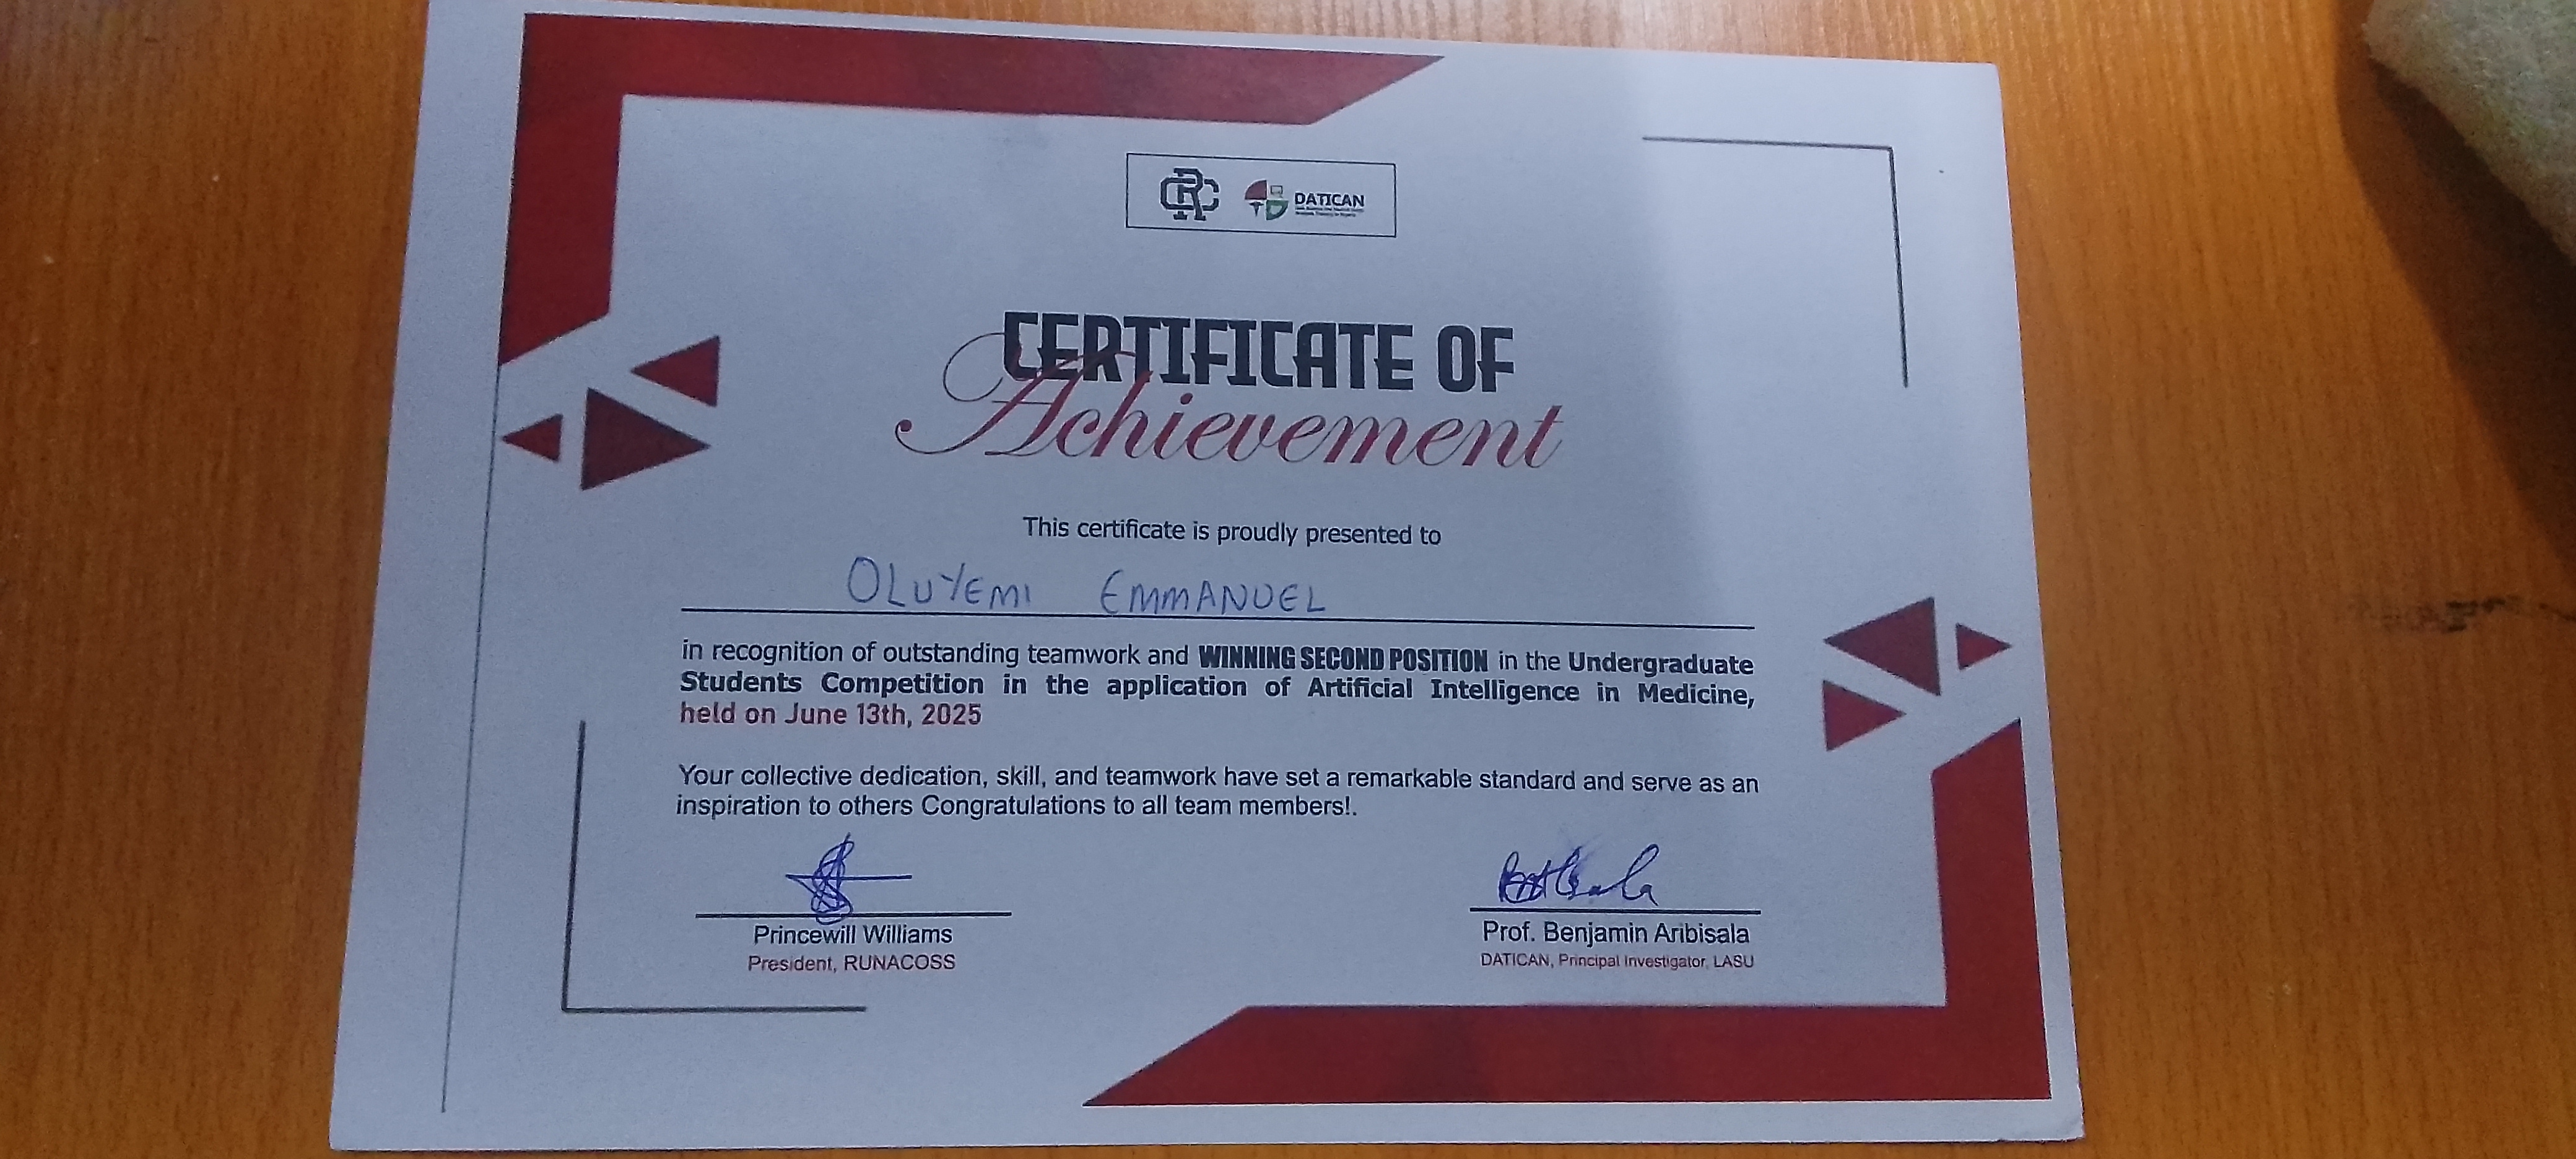 DATICAN
CERTIFICATE OF
Achievement
This certificate is proudly presented to
OLUYEMI EMMANUEL
in recognition of outstanding teamwork and WINNING SECOND POSITION in the Undergraduate
Students Competition in the application of Artificial Intelligence in Medicine,
held on June 13th, 2025
Your collective dedication, skill, and teamwork have set a remarkable standard and serve as an
inspiration to others Congratulations to all team members!.
Princewill Williams
President, RUNACOSS
Prof. Benjamin Aribisala
DATICAN, Principal Investigator, LASU